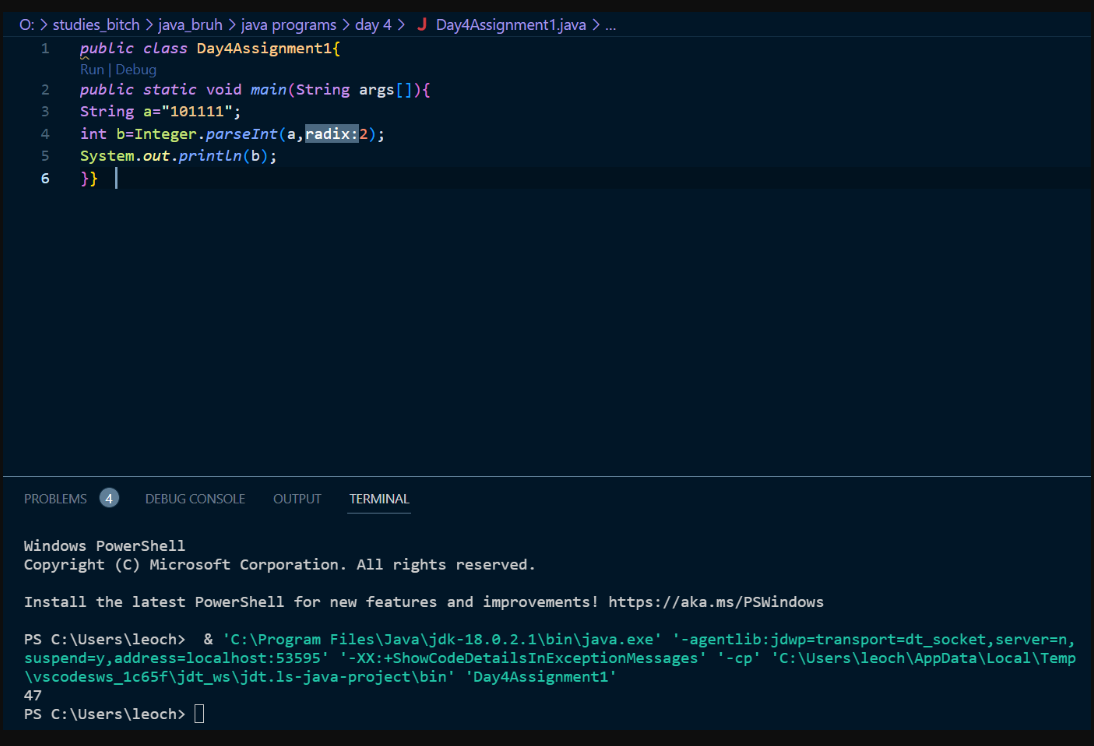 O: > studies_bitch > java_bruh > java programs > day 4 > J Day4Assignment1.java > ...
1 public class Day4Assignment1{
Run | Debug
2 public static void main(String args[]){
3 String a="101111";
4 int b=Integer.parseInt(a,radix:2);
5 System.out.println(b);
6 }}
PROBLEMS 4 DEBUG CONSOLE OUTPUT TERMINAL
Windows PowerShell
Copyright (C) Microsoft Corporation. All rights reserved.
Install the latest PowerShell for new features and improvements! https://aka.ms/PSWindows
PS C:\Users\leoch>  & 'C:\Program Files\Java\jdk-18.0.2.1\bin\java.exe' '-agentlib:jdwp=transport=dt_socket,server=n,
suspend=y,address=localhost:53595' '-XX:+ShowCodeDetailsInExceptionMessages' '-cp' 'C:\Users\leoch\AppData\Local\Temp
\vscodesws_1c65f\jdt_ws\jdt.ls-java-project\bin' 'Day4Assignment1'
47
PS C:\Users\leoch>